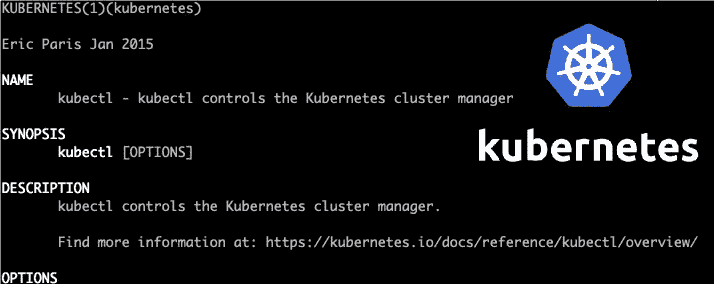 KUBERNETES(1)(kubernetes)
Eric Paris Jan 2015
NAME
kubectl - kubectl controls the Kubernetes cluster manager
SYNOPSIS
kubectl [OPTIONS]
kubernetes
DESCRIPTION
kubectl controls the Kubernetes cluster manager.
Find more information at: https://kubernetes.io/docs/reference/kubectl/overview/
OPTIONS